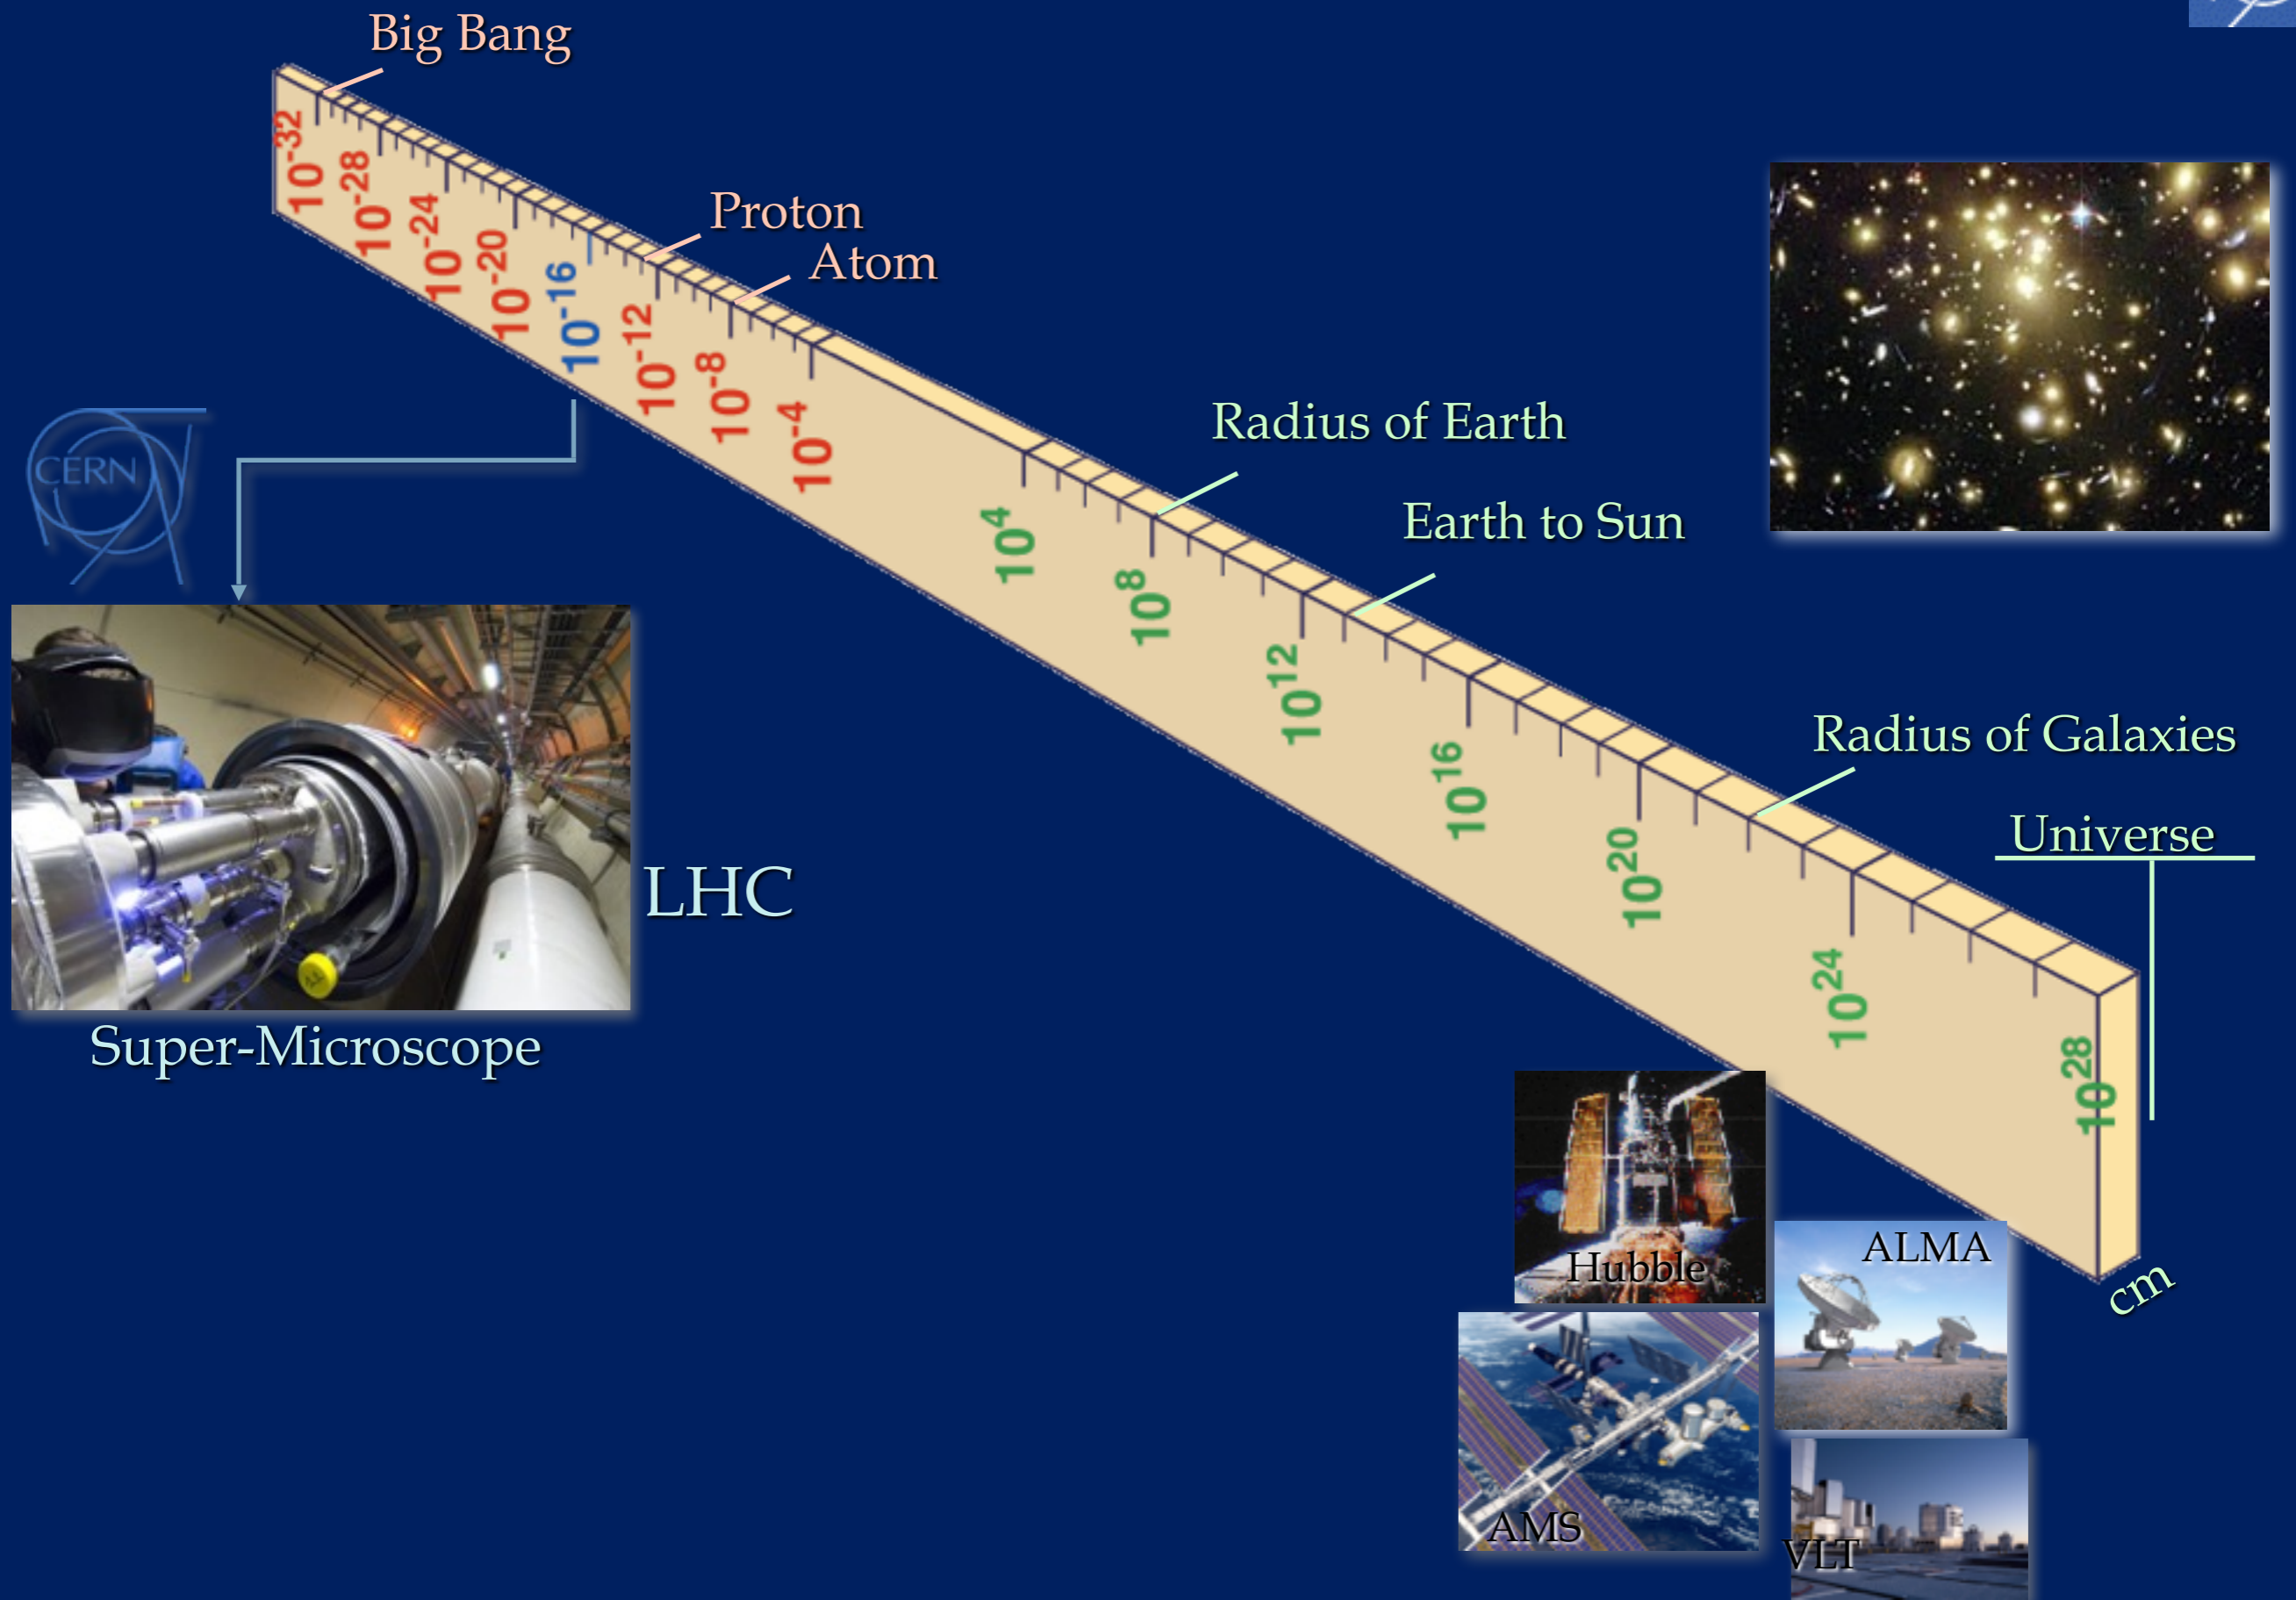 Big Bang
Proton
Atom
Radius of Earth
Earth to Sun
Radius of Galaxies
Universe
10⁻³²
10⁻²⁸
10⁻²⁴
10⁻²⁰
10⁻¹⁶
10⁻¹²
10⁻⁸
10⁻⁴
10⁴
10⁸
10¹²
10¹⁶
10²⁰
10²⁴
10²⁸
cm
CERN
LHC
Super-Microscope
Hubble
ALMA
AMS
VLT